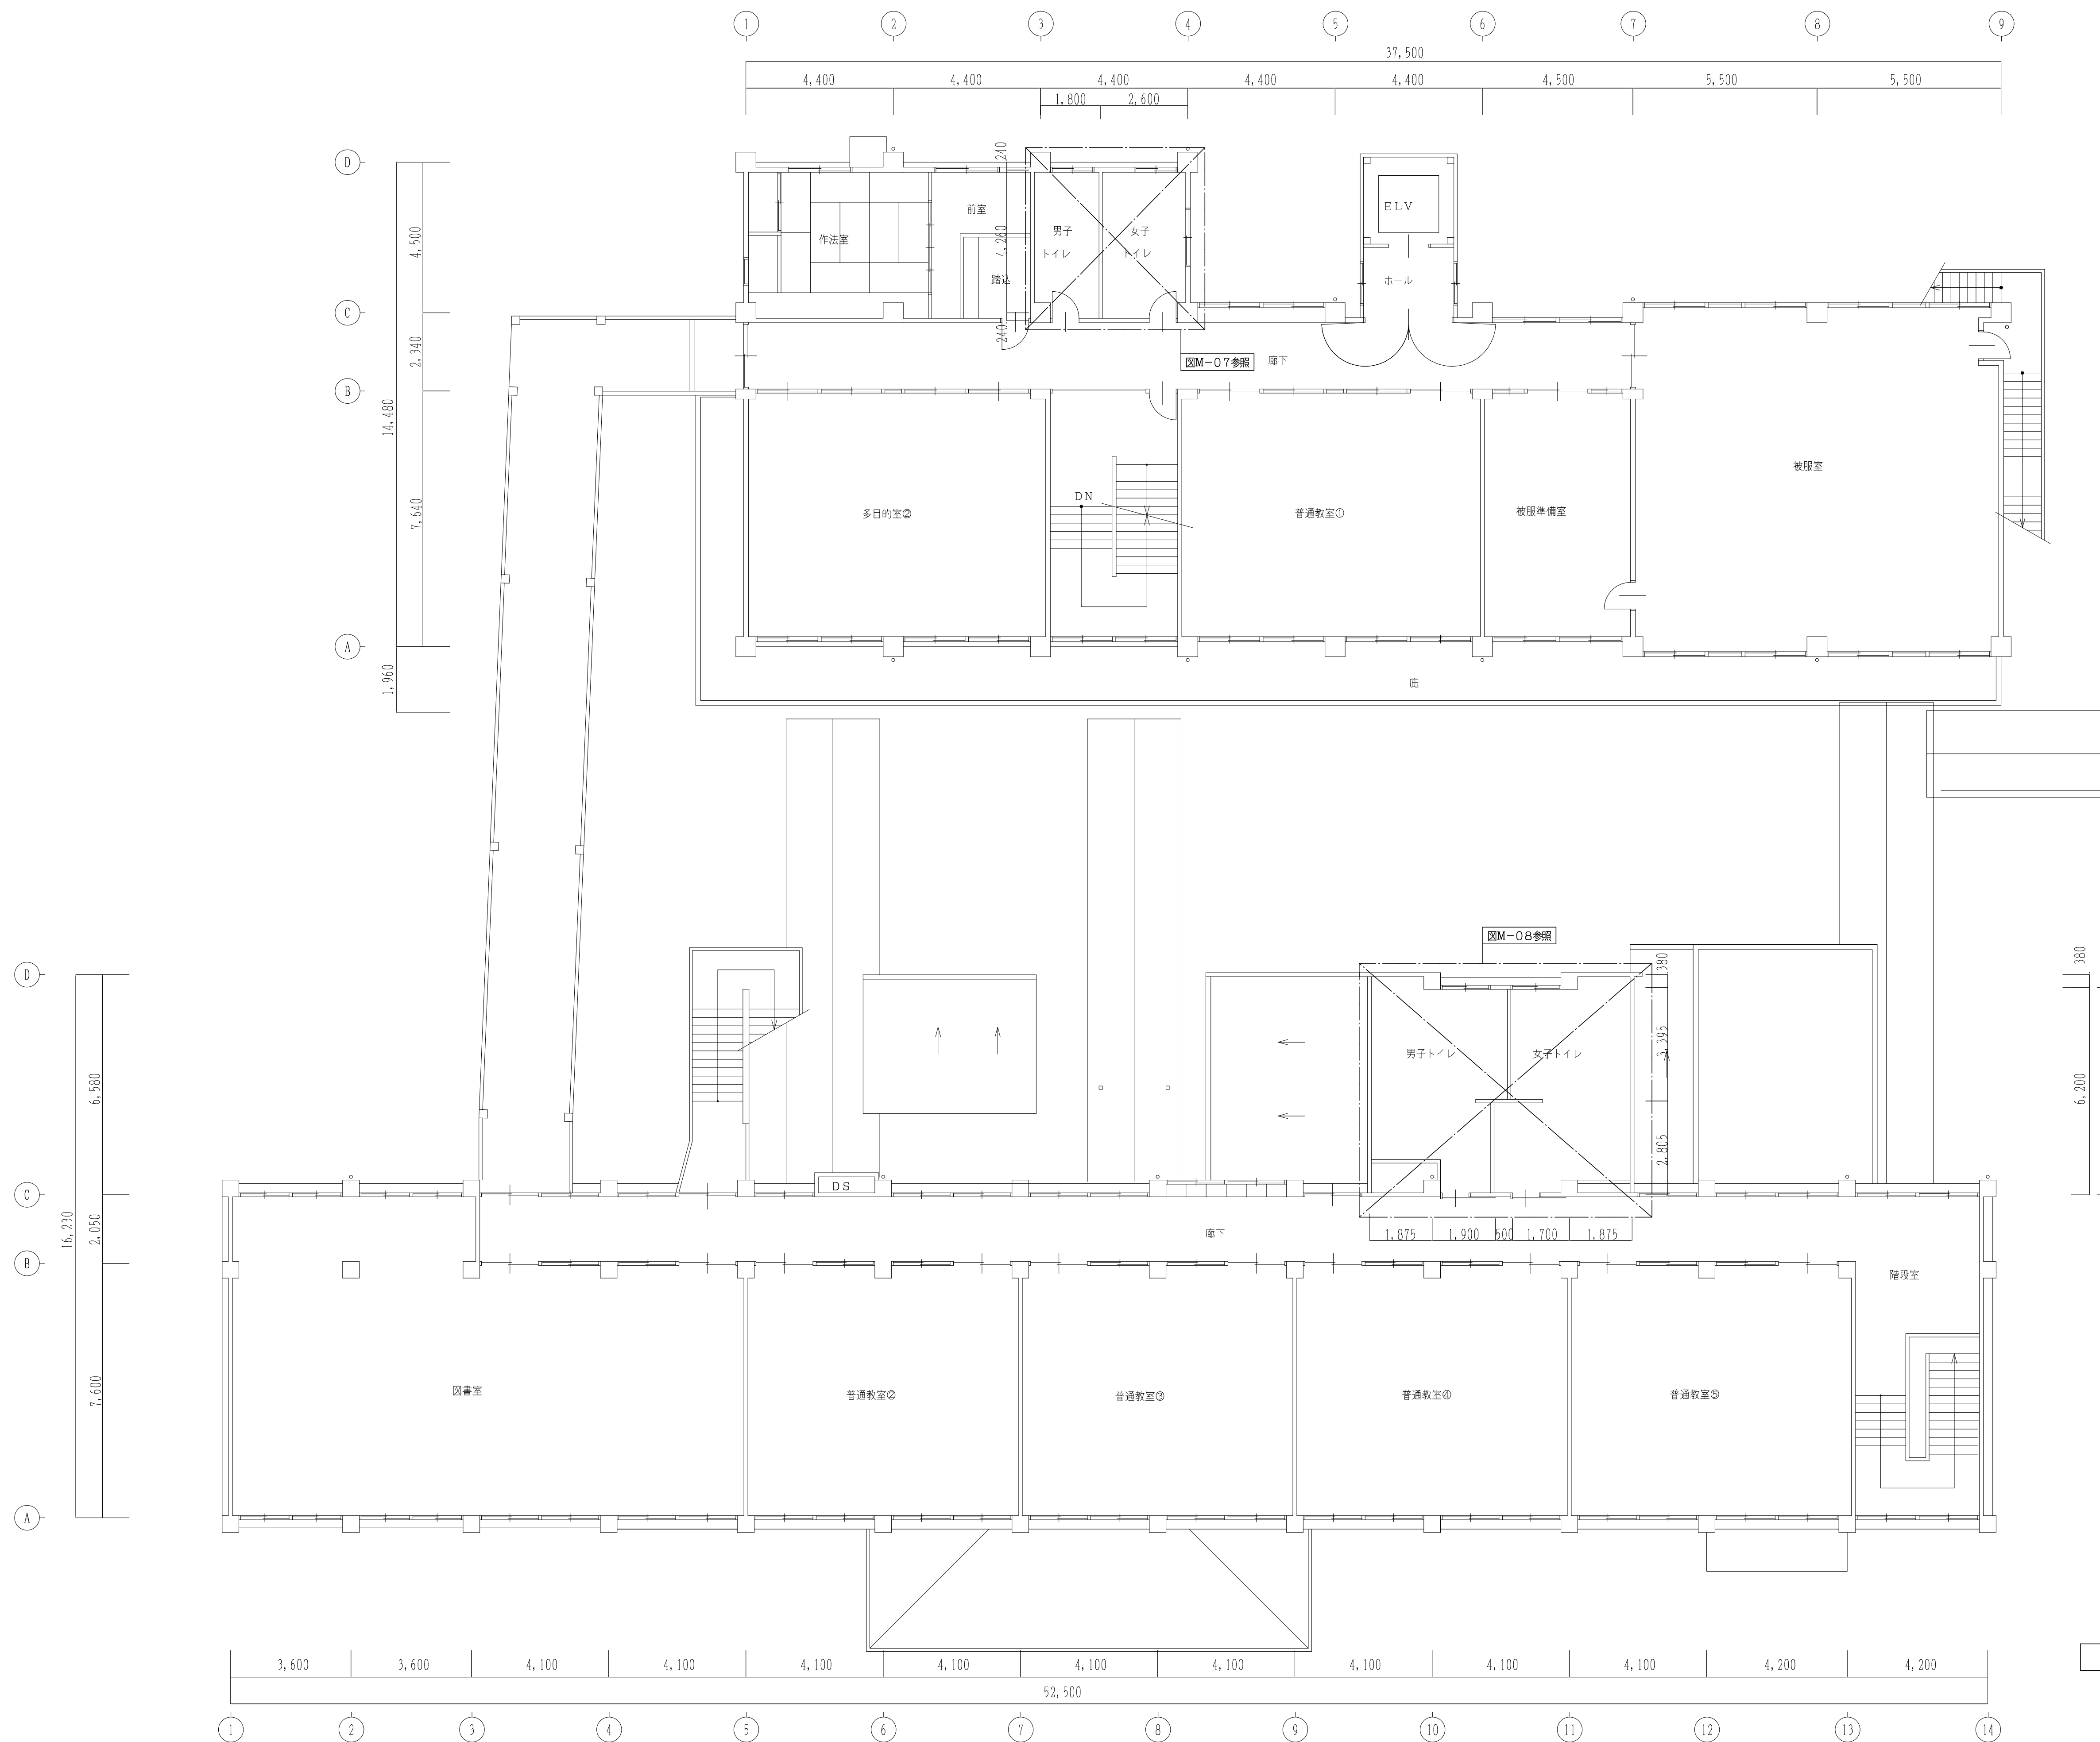 1 2 3 4 5 6 7 8 9
37,500
4,400 4,400 4,400 4,400 4,400 4,500 5,500 5,500
1,800 2,600
D
C
B
A
4,500
2,340
7,640
14,480
1,960
240
4,260
240
前室
作法室
踏込
男子
トイレ
女子
トイレ
ELV
ホール
図M-07参照
廊下
多目的室②
DN
普通教室①
被服準備室
被服室
庇
図M-08参照
D
C
B
A
6,580
2,050
7,600
16,230
380
3,395
2,805
380
6,200
男子トイレ
女子トイレ
DS
1,875 1,900 500 1,700 1,875
廊下
階段室
図書室
普通教室②
普通教室③
普通教室④
普通教室⑤
3,600 3,600 4,100 4,100 4,100 4,100 4,100 4,100 4,100 4,100 4,100 4,200 4,200
52,500
1 2 3 4 5 6 7 8 9 10 11 12 13 14